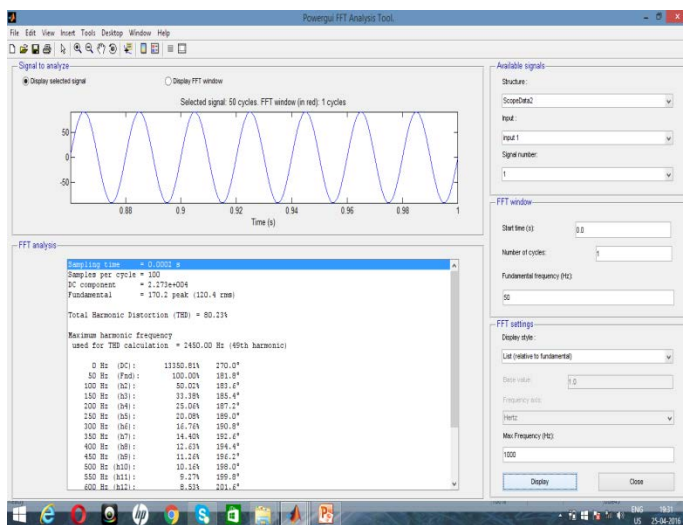 Powergui FFT Analysis Tool.
File Edit View Insert Tools Desktop Window Help
Signal to analyze
Display selected signal
Display FFT window
Selected signal: 50 cycles. FFT window (in red): 1 cycles
50
0
-50
0.88 0.9 0.92 0.94 0.96 0.98 1
Time (s)
FFT analysis
Sampling time = 0.0002 s
Samples per cycle = 100
DC component = 2.273e+004
Fundamental = 170.2 peak (120.4 rms)
Total Harmonic Distortion (THD) = 80.23%
Maximum harmonic frequency
used for THD calculation = 2450.00 Hz (49th harmonic)
0 Hz (DC): 13350.81% 270.0°
50 Hz (Fnd): 100.00% 181.8°
100 Hz (h2): 50.02% 183.6°
150 Hz (h3): 33.38% 185.4°
200 Hz (h4): 25.06% 187.2°
250 Hz (h5): 20.08% 189.0°
300 Hz (h6): 16.76% 190.8°
350 Hz (h7): 14.40% 192.6°
400 Hz (h8): 12.63% 194.4°
450 Hz (h9): 11.26% 196.2°
500 Hz (h10): 10.16% 198.0°
550 Hz (h11): 9.27% 199.8°
600 Hz (h12): 8.53% 201.6°
Available signals
Structure :
ScopeData2
Input :
input 1
Signal number:
1
FFT window
Start time (s):
0.0
Number of cycles:
1
Fundamental frequency (Hz):
50
FFT settings
Display style :
List (relative to fundamental)
Base value:
1.0
Frequency axis:
Hertz
Max Frequency (Hz):
1000
Display
Close
ENG
US
19:31
25-04-2016